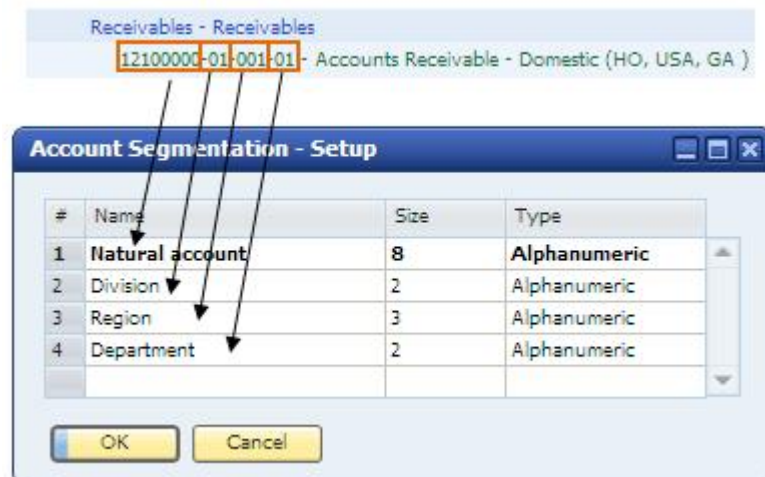 Receivables - Receivables
12100000-01-001-01 - Accounts Receivable - Domestic (HO, USA, GA )
Account Segmentation - Setup
# Name Size Type
1 Natural account 8 Alphanumeric
2 Division 2 Alphanumeric
3 Region 3 Alphanumeric
4 Department 2 Alphanumeric
OK Cancel